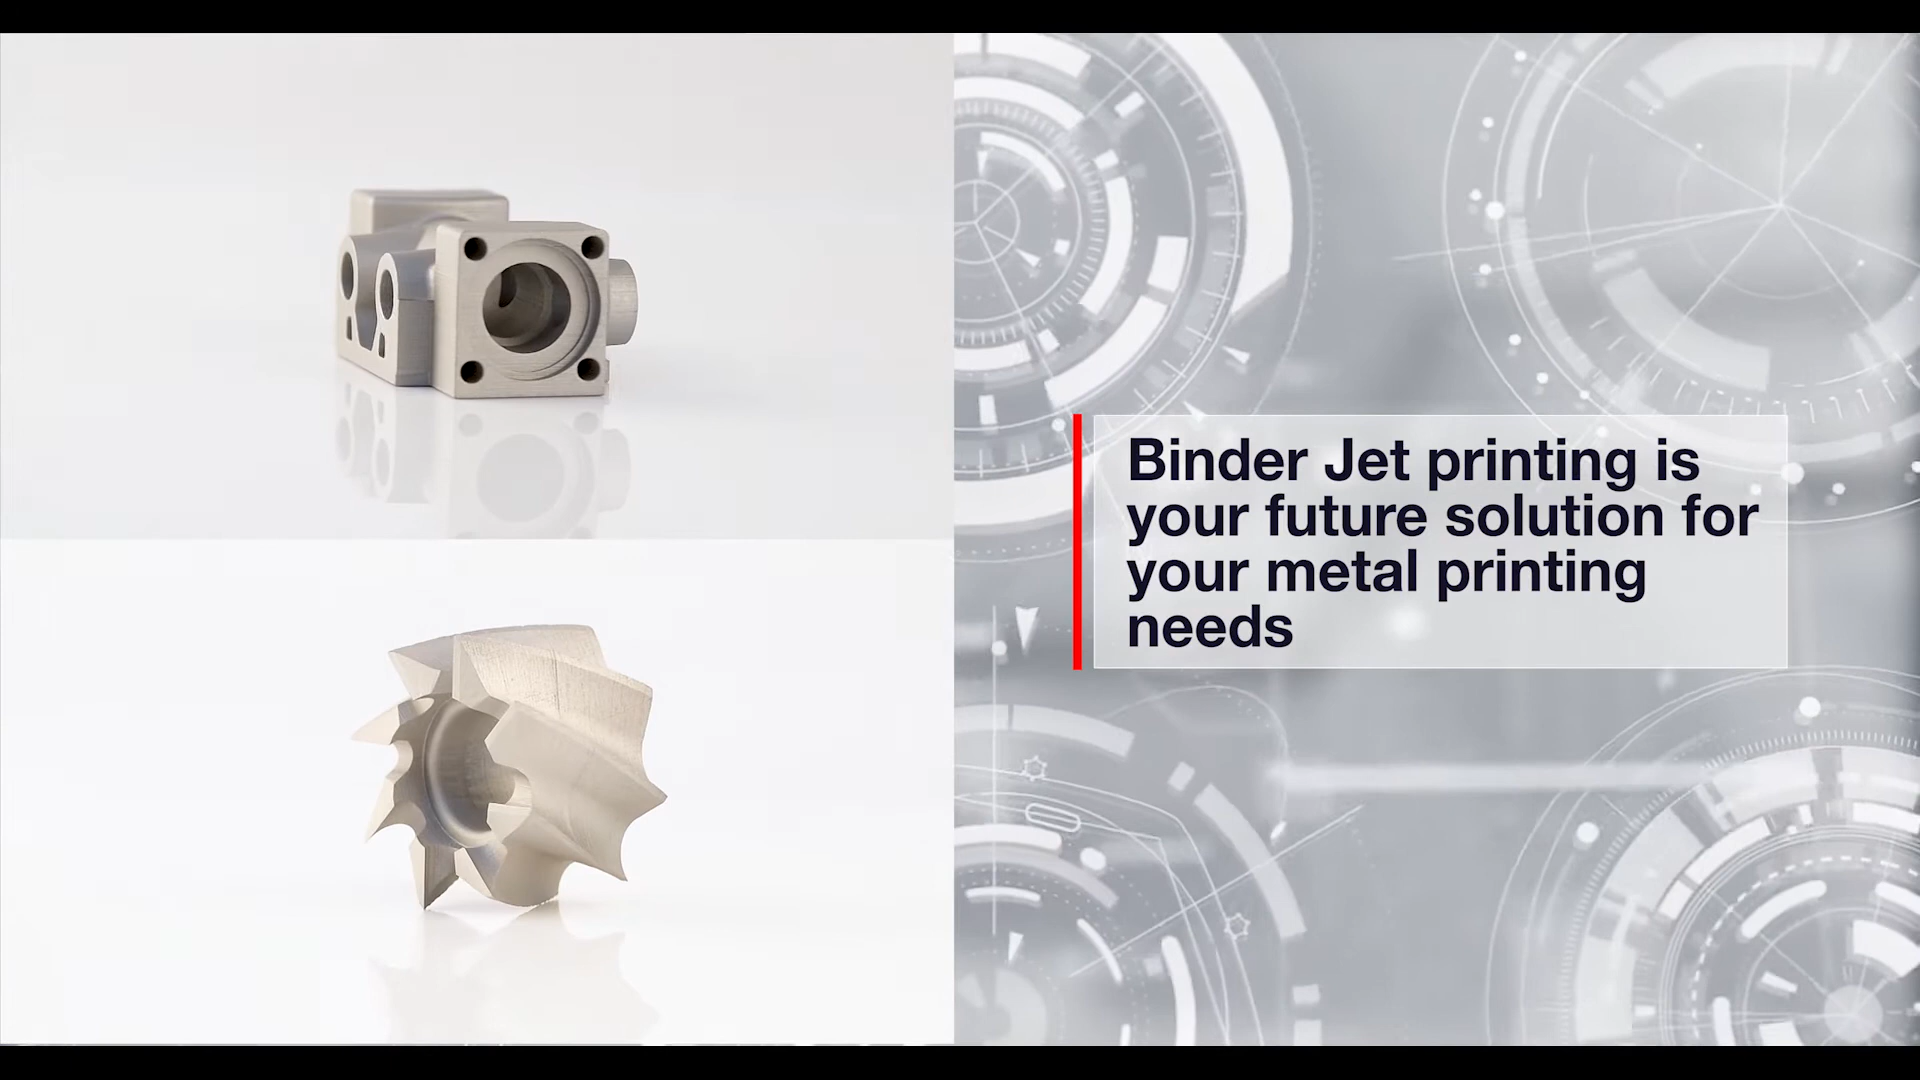 Binder Jet printing is
your future solution for
your metal printing
needs